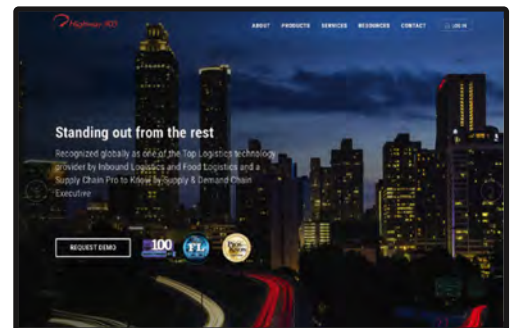 Highway 905
ABOUT PRODUCTS SERVICES RESOURCES CONTACT LOG IN
Standing out from the rest
Recognized globally as one of the Top Logistics technology
provider by Inbound Logistics and Food Logistics and a
Supply Chain Pro to Know by Supply & Demand Chain
Executive
REQUEST DEMO 100 FL